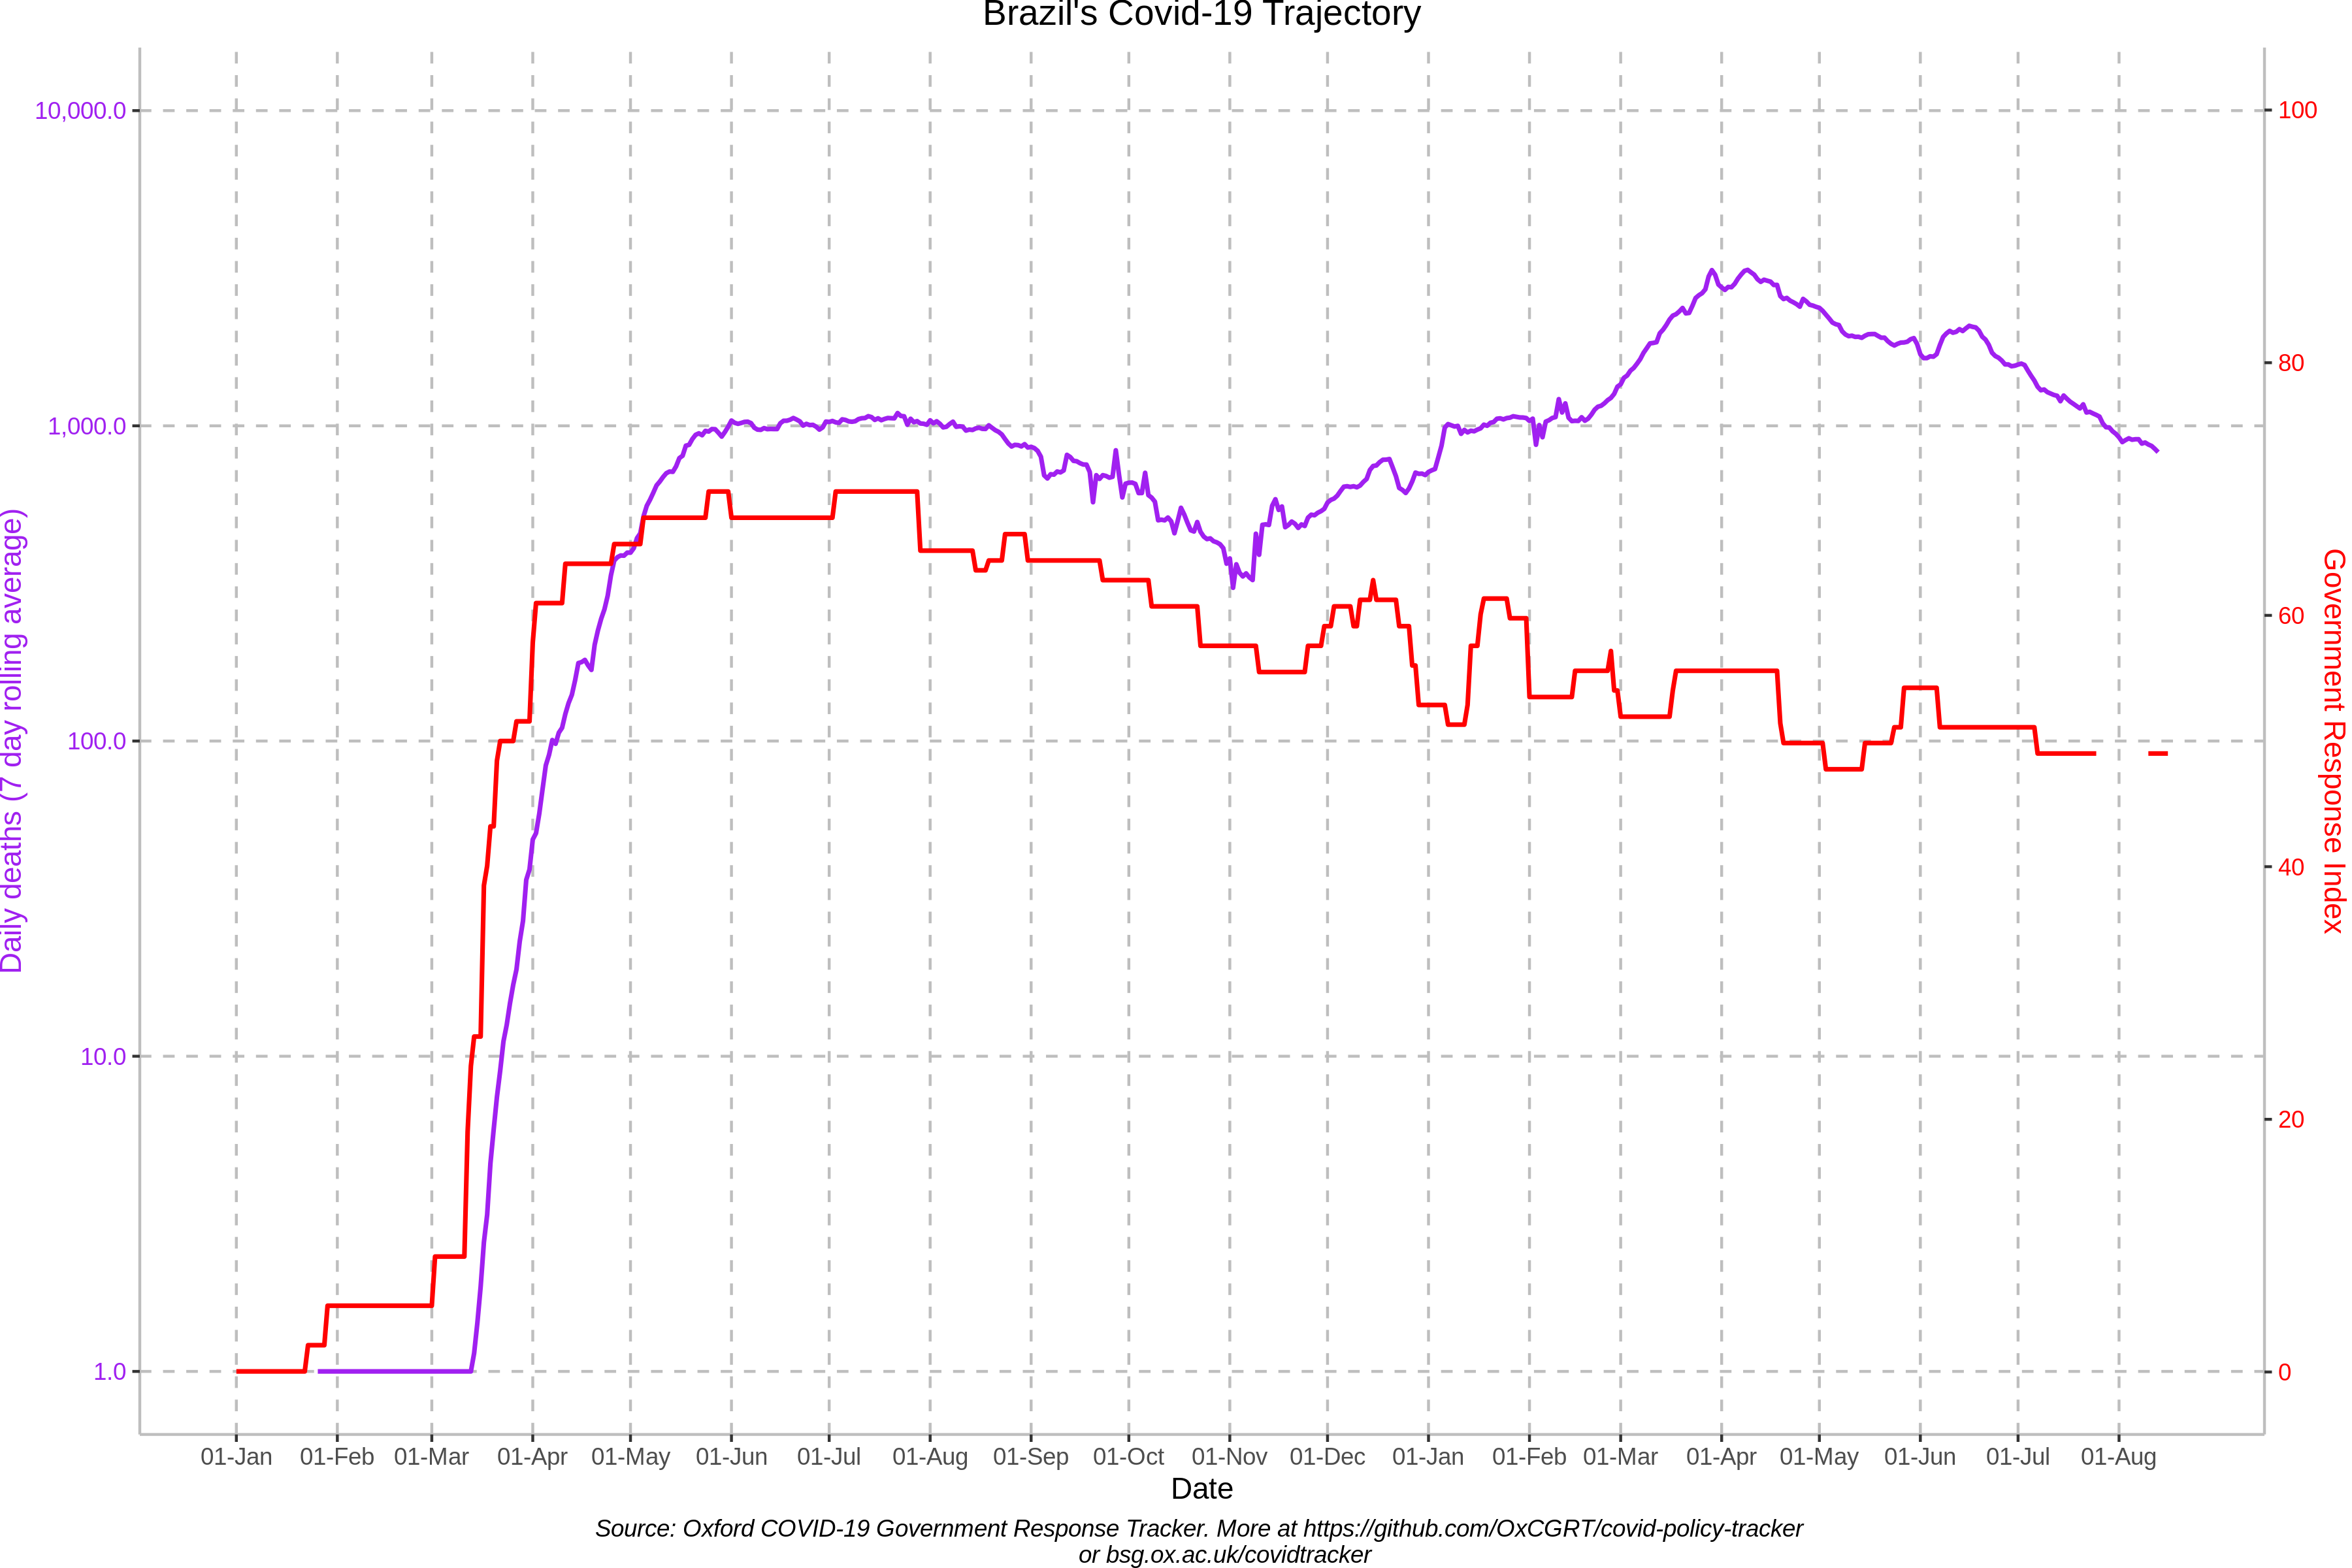 Brazil's Covid-19 Trajectory
10,000.0
1,000.0
100.0
10.0
1.0
Daily deaths (7 day rolling average)
100
80
60
40
20
0
Government Response Index
01-Jan 01-Feb 01-Mar 01-Apr 01-May 01-Jun 01-Jul 01-Aug 01-Sep 01-Oct 01-Nov 01-Dec 01-Jan 01-Feb 01-Mar 01-Apr 01-May 01-Jun 01-Jul 01-Aug
Date
Source: Oxford COVID-19 Government Response Tracker. More at https://github.com/OxCGRT/covid-policy-tracker
or bsg.ox.ac.uk/covidtracker